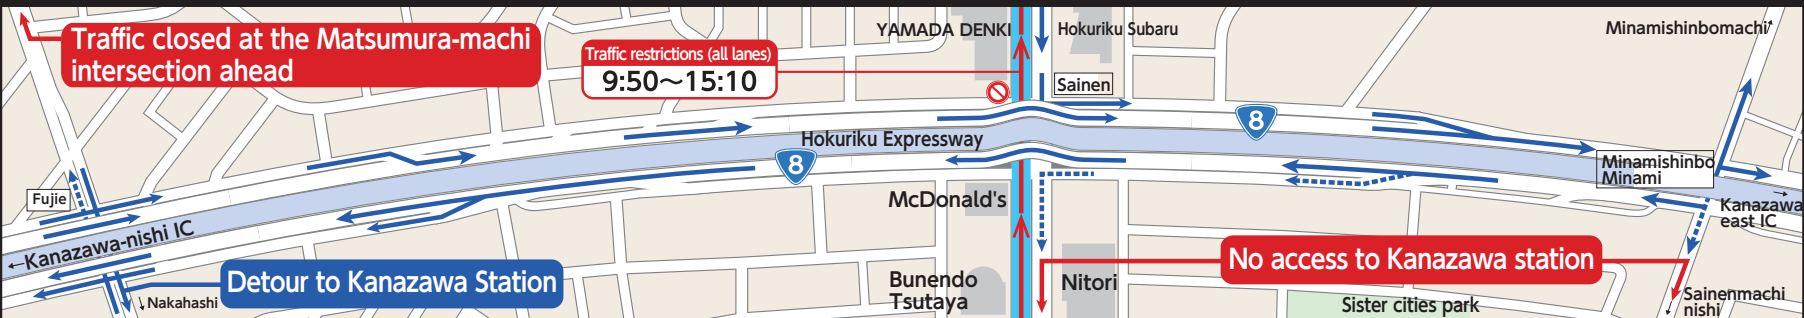 Traffic closed at the Matsumura-machi
intersection ahead
Traffic restrictions (all lanes)
9:50～15:10
YAMADA DENKI
Hokuriku Subaru
Minamishinbomachi
Sainen
8
Hokuriku Expressway
8
Minamishinbo
Minami
Fujie
McDonald's
Kanazawa
east IC
←Kanazawa-nishi IC
No access to Kanazawa station
Detour to Kanazawa Station
Nakahashi
Bunendo
Tsutaya
Nitori
Sister cities park
Sainenmachi
nishi